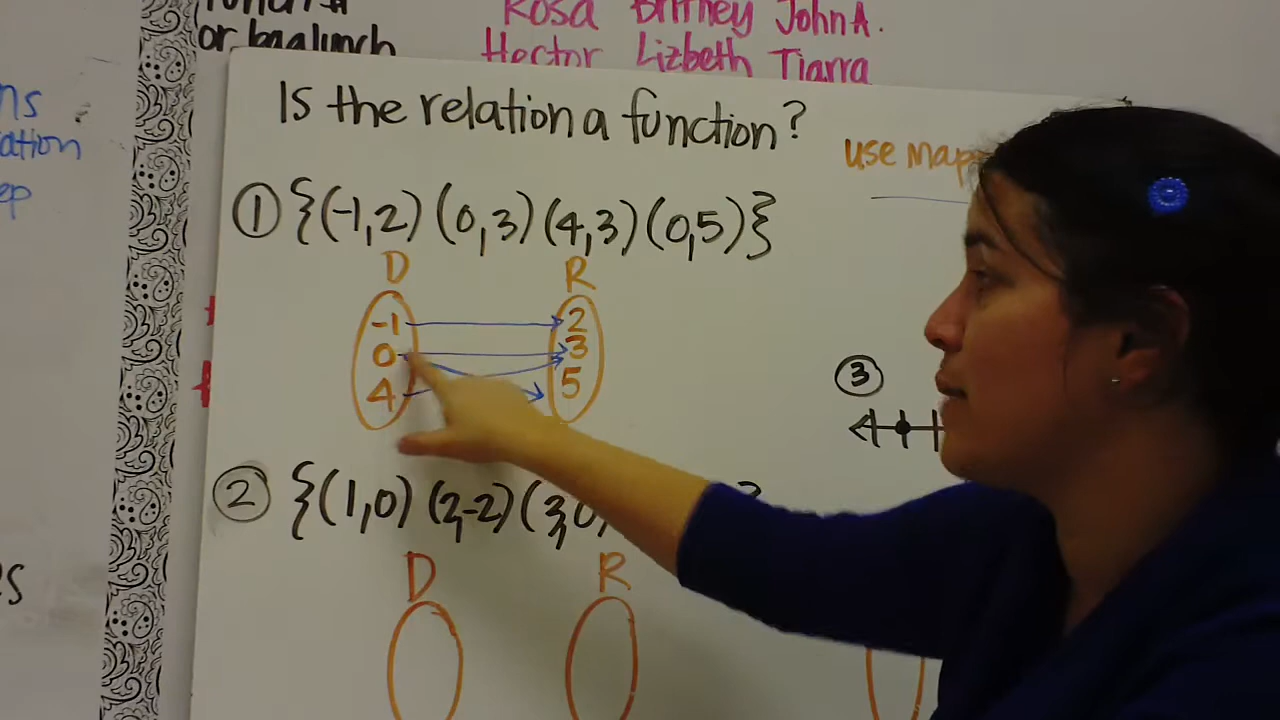 or
Rosa Britney John A.
Hector Lizbeth Tiarra
ns
ation
ep
Is the relation a function?
use map
① {(-1,2) (0,3) (4,3) (0,5)}
D R
-1 2
0 3
4 5
③
② {(1,0) (2,-2) (3,0)
D R